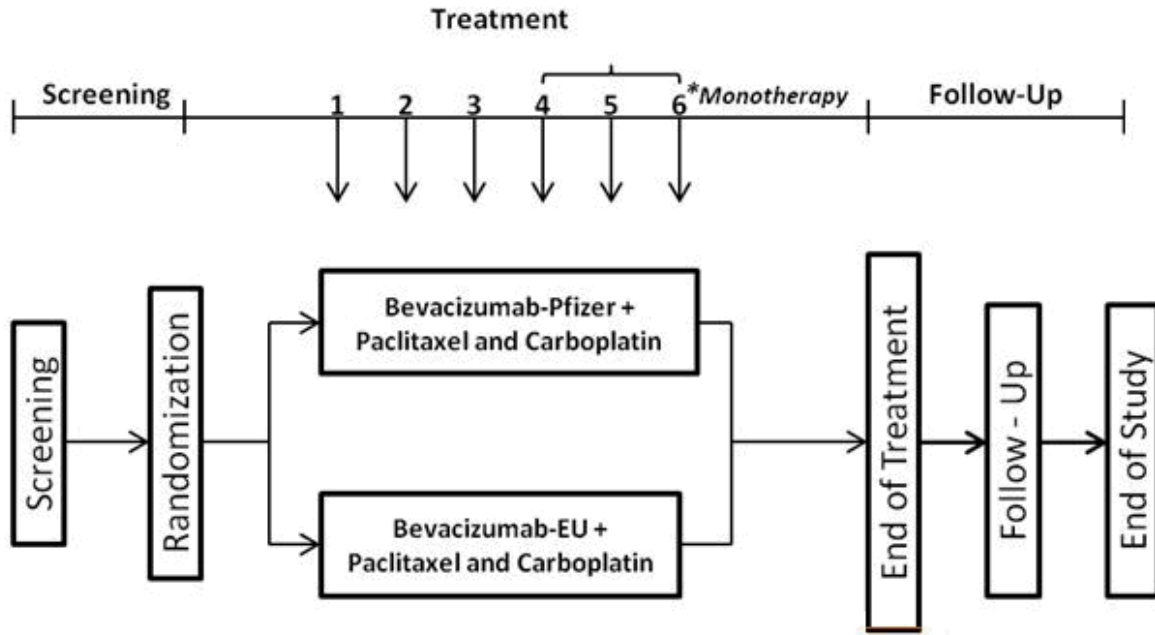 Treatment
Screening
1 2 3 4 5 6 *Monotherapy
Follow-Up
Screening
Randomization
Bevacizumab-Pfizer +
Paclitaxel and Carboplatin
Bevacizumab-EU +
Paclitaxel and Carboplatin
End of Treatment
Follow - Up
End of Study